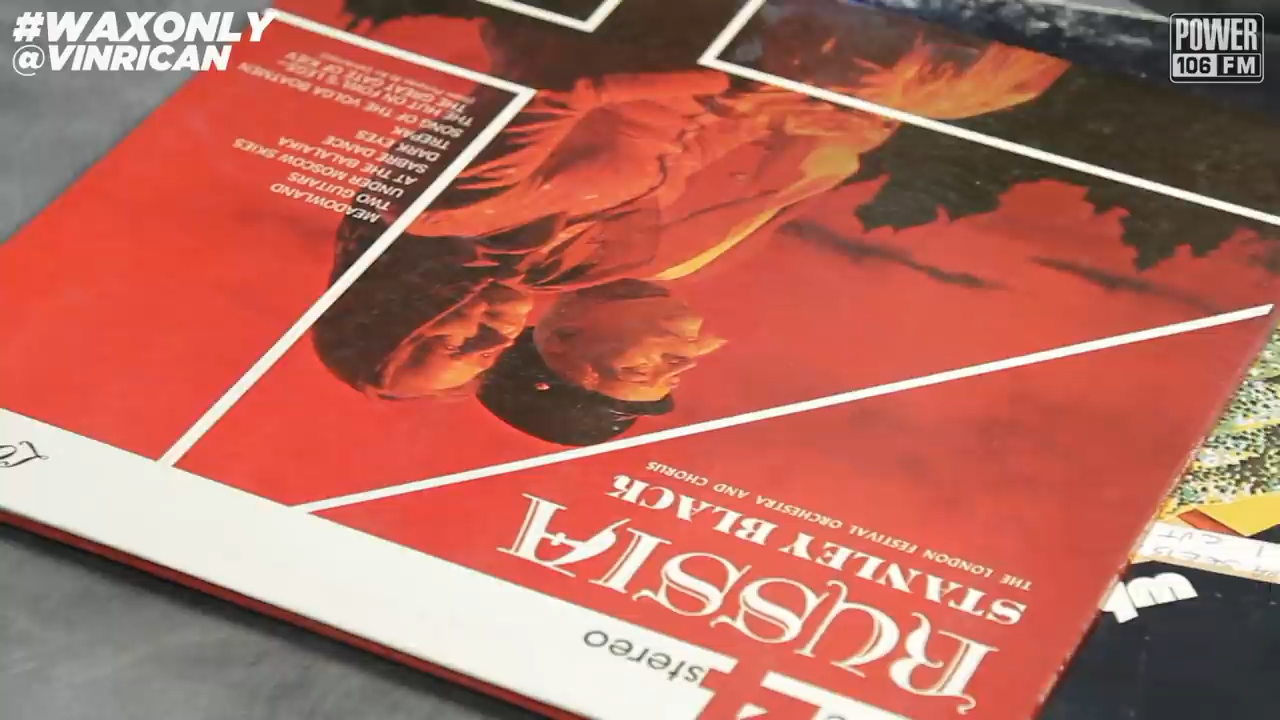 #WAXONLY
@VINRICAN
POWER
106 FM
stereo
RUSSIA
STANLEY BLACK
THE LONDON FESTIVAL ORCHESTRA AND CHORUS
MEADOWLAND
TWO GUITARS
UNDER MOSCOW SKIES
AT THE BALALAIKA
SABRE DANCE
DARK EYES
TREPAK
SONG OF THE VOLGA BOATMEN
THE HUT ON FOWL'S LEGS
THE GREAT GATE OF KIEV